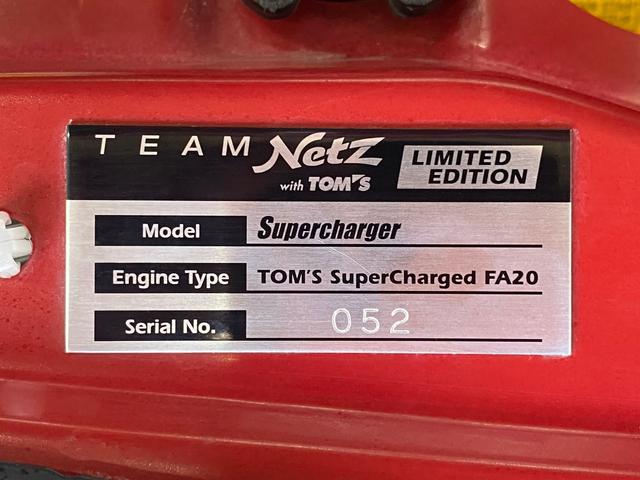 TEAM Netz LIMITED
with TOM'S EDITION
Model Supercharger
Engine Type TOM'S SuperCharged FA20
Serial No. 052